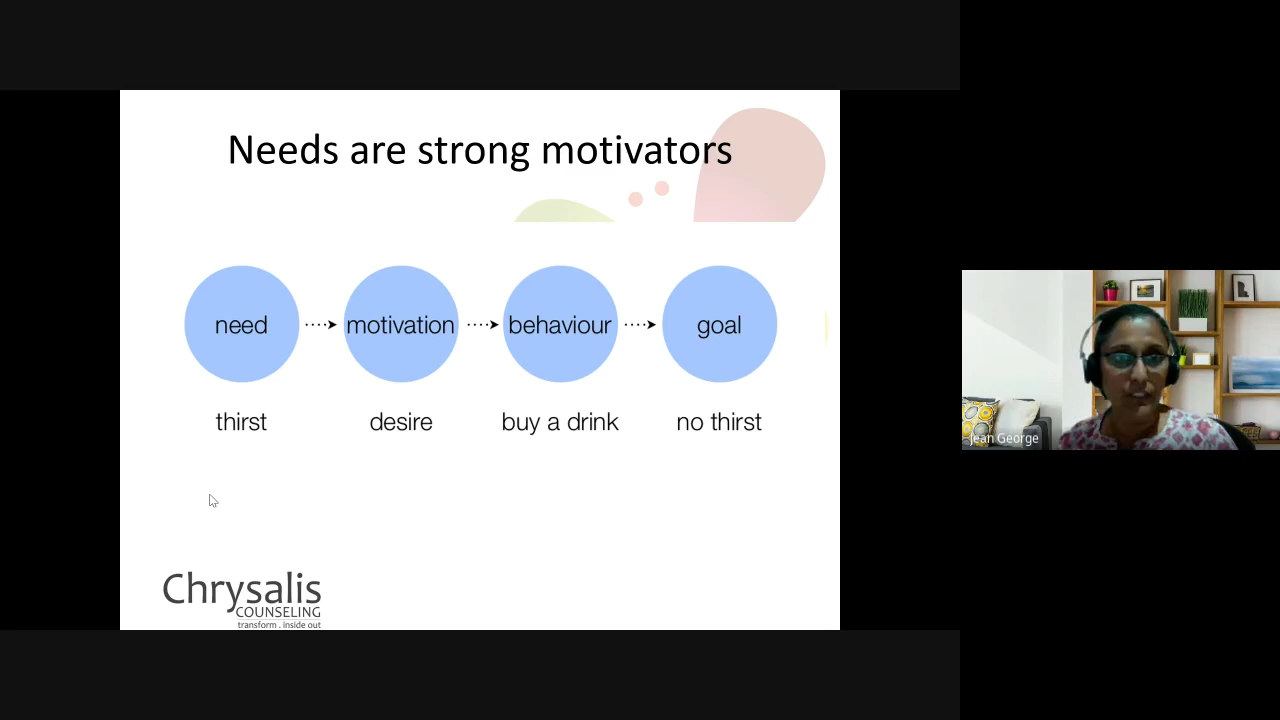 Needs are strong motivators
need motivation behaviour goal
thirst desire buy a drink no thirst
Chrysalis
COUNSELING
transform . inside out
Jean George